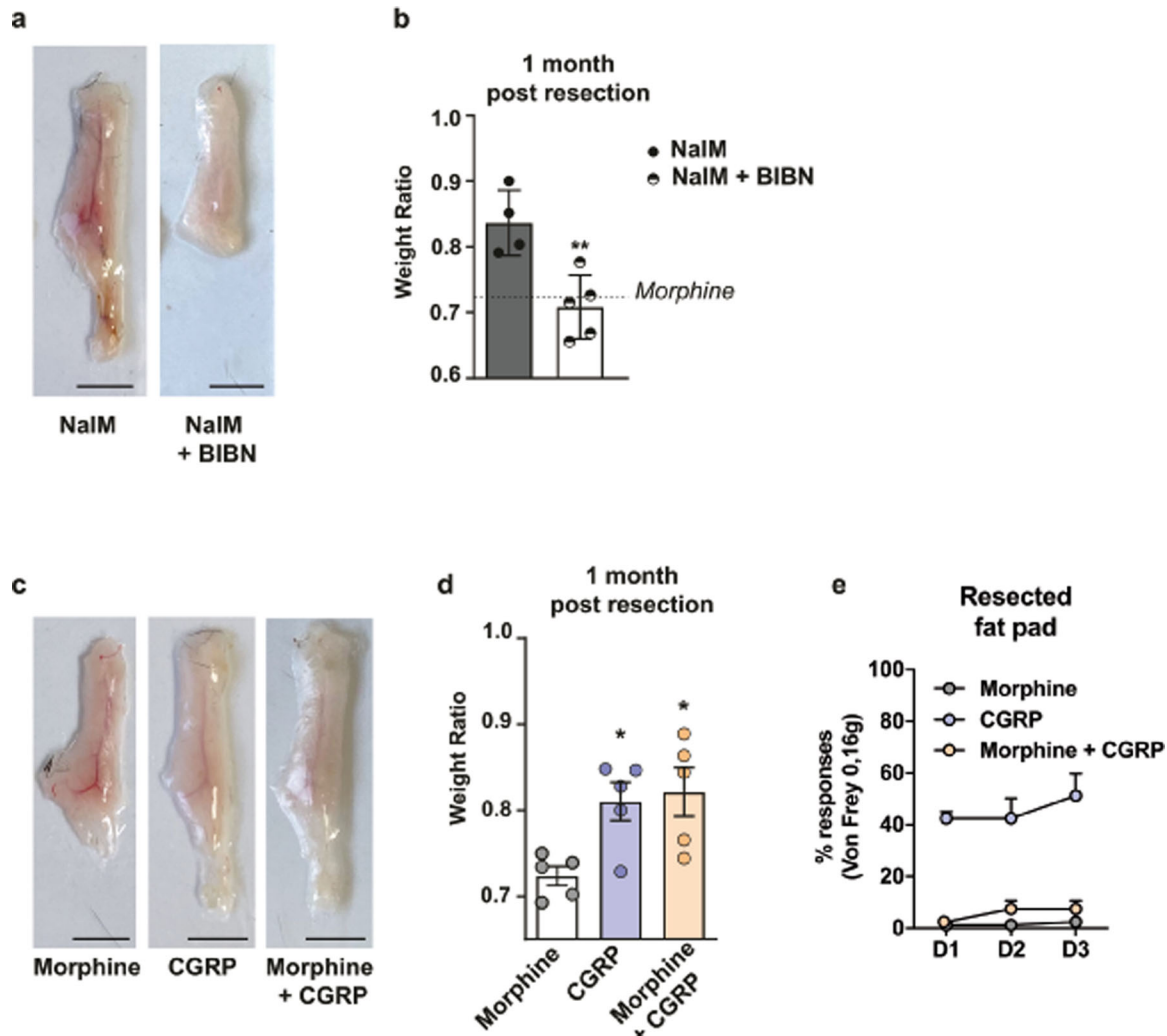 a
NalM
NalM
+ BIBN
b
1 month
post resection
Weight Ratio
1.0
0.9
0.8
0.7
0.6
**
NalM
NalM + BIBN
Morphine
c
Morphine
CGRP
Morphine
+ CGRP
d
1 month
post resection
Weight Ratio
1.0
0.9
0.8
0.7
*
*
Morphine
CGRP
Morphine
+ CGRP
e
Resected
fat pad
% responses
(Von Frey 0,16g)
100
80
60
40
20
0
Morphine
CGRP
Morphine + CGRP
D1
D2
D3